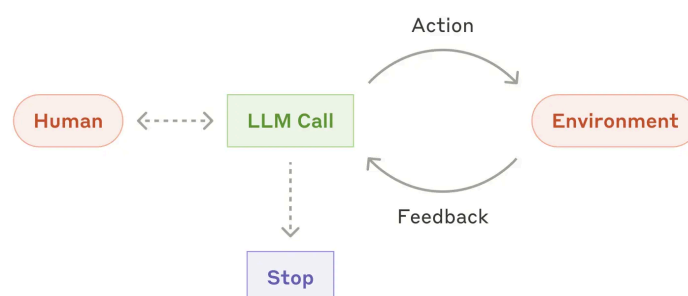 Action
Human
LLM Call
Environment
Feedback
Stop